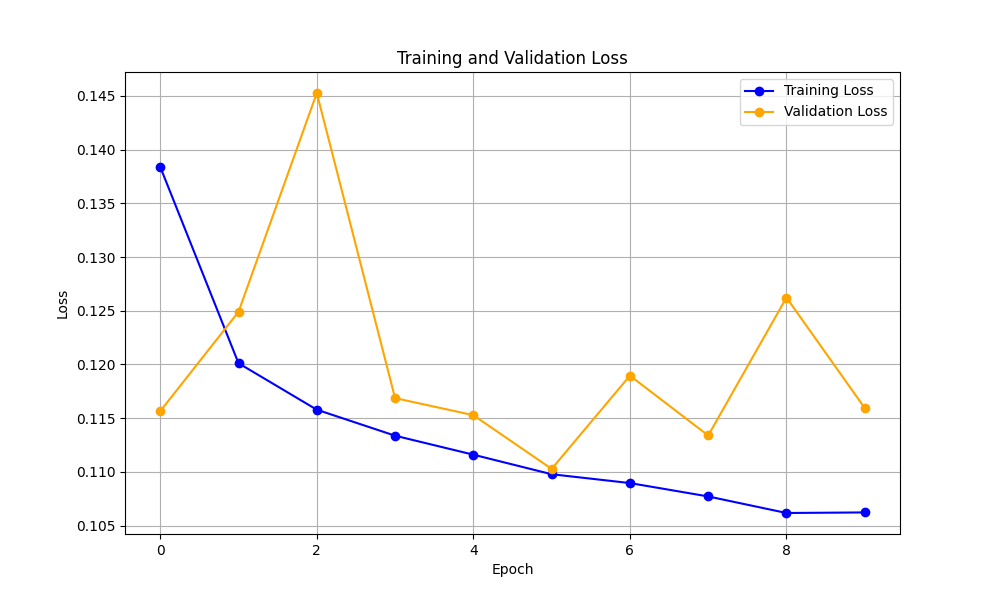 Training and Validation Loss
Training Loss
Validation Loss
Loss
0.145
0.140
0.135
0.130
0.125
0.120
0.115
0.110
0.105
0 2 4 6 8
Epoch